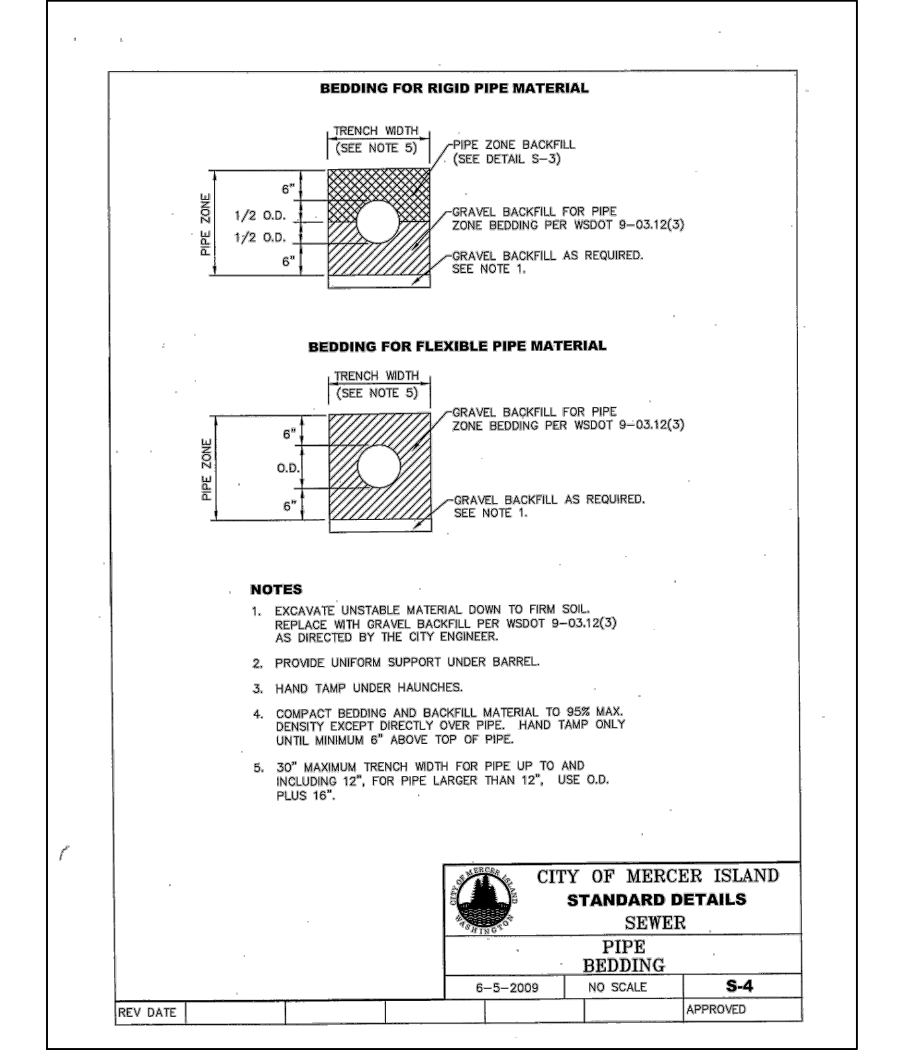 BEDDING FOR RIGID PIPE MATERIAL
TRENCH WIDTH
(SEE NOTE 5)
PIPE ZONE BACKFILL
(SEE DETAIL S-3)
PIPE ZONE
6"
1/2 O.D.
1/2 O.D.
6"
GRAVEL BACKFILL FOR PIPE
ZONE BEDDING PER WSDOT 9-03.12(3)
GRAVEL BACKFILL AS REQUIRED.
SEE NOTE 1.
BEDDING FOR FLEXIBLE PIPE MATERIAL
TRENCH WIDTH
(SEE NOTE 5)
PIPE ZONE
6"
O.D.
6"
GRAVEL BACKFILL FOR PIPE
ZONE BEDDING PER WSDOT 9-03.12(3)
GRAVEL BACKFILL AS REQUIRED.
SEE NOTE 1.
NOTES
1. EXCAVATE UNSTABLE MATERIAL DOWN TO FIRM SOIL.
REPLACE WITH GRAVEL BACKFILL PER WSDOT 9-03.12(3)
AS DIRECTED BY THE CITY ENGINEER.
2. PROVIDE UNIFORM SUPPORT UNDER BARREL.
3. HAND TAMP UNDER HAUNCHES.
4. COMPACT BEDDING AND BACKFILL MATERIAL TO 95% MAX.
DENSITY EXCEPT DIRECTLY OVER PIPE. HAND TAMP ONLY
UNTIL MINIMUM 6" ABOVE TOP OF PIPE.
5. 30" MAXIMUM TRENCH WIDTH FOR PIPE UP TO AND
INCLUDING 12", FOR PIPE LARGER THAN 12", USE O.D.
PLUS 16".
CITY OF MERCER ISLAND
WASHINGTON
CITY OF MERCER ISLAND
STANDARD DETAILS
SEWER
PIPE
BEDDING
6-5-2009
NO SCALE
S-4
REV DATE
APPROVED